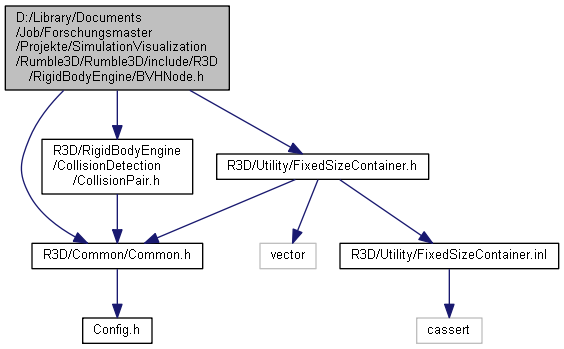 D:/Library/Documents
/Job/Forschungsmaster
/Projekte/SimulationVisualization
/Rumble3D/Rumble3D/include/R3D
/RigidBodyEngine/BVHNode.h
R3D/RigidBodyEngine
/CollisionDetection
/CollisionPair.h
R3D/Utility/FixedSizeContainer.h
R3D/Common/Common.h
vector
R3D/Utility/FixedSizeContainer.inl
Config.h
cassert